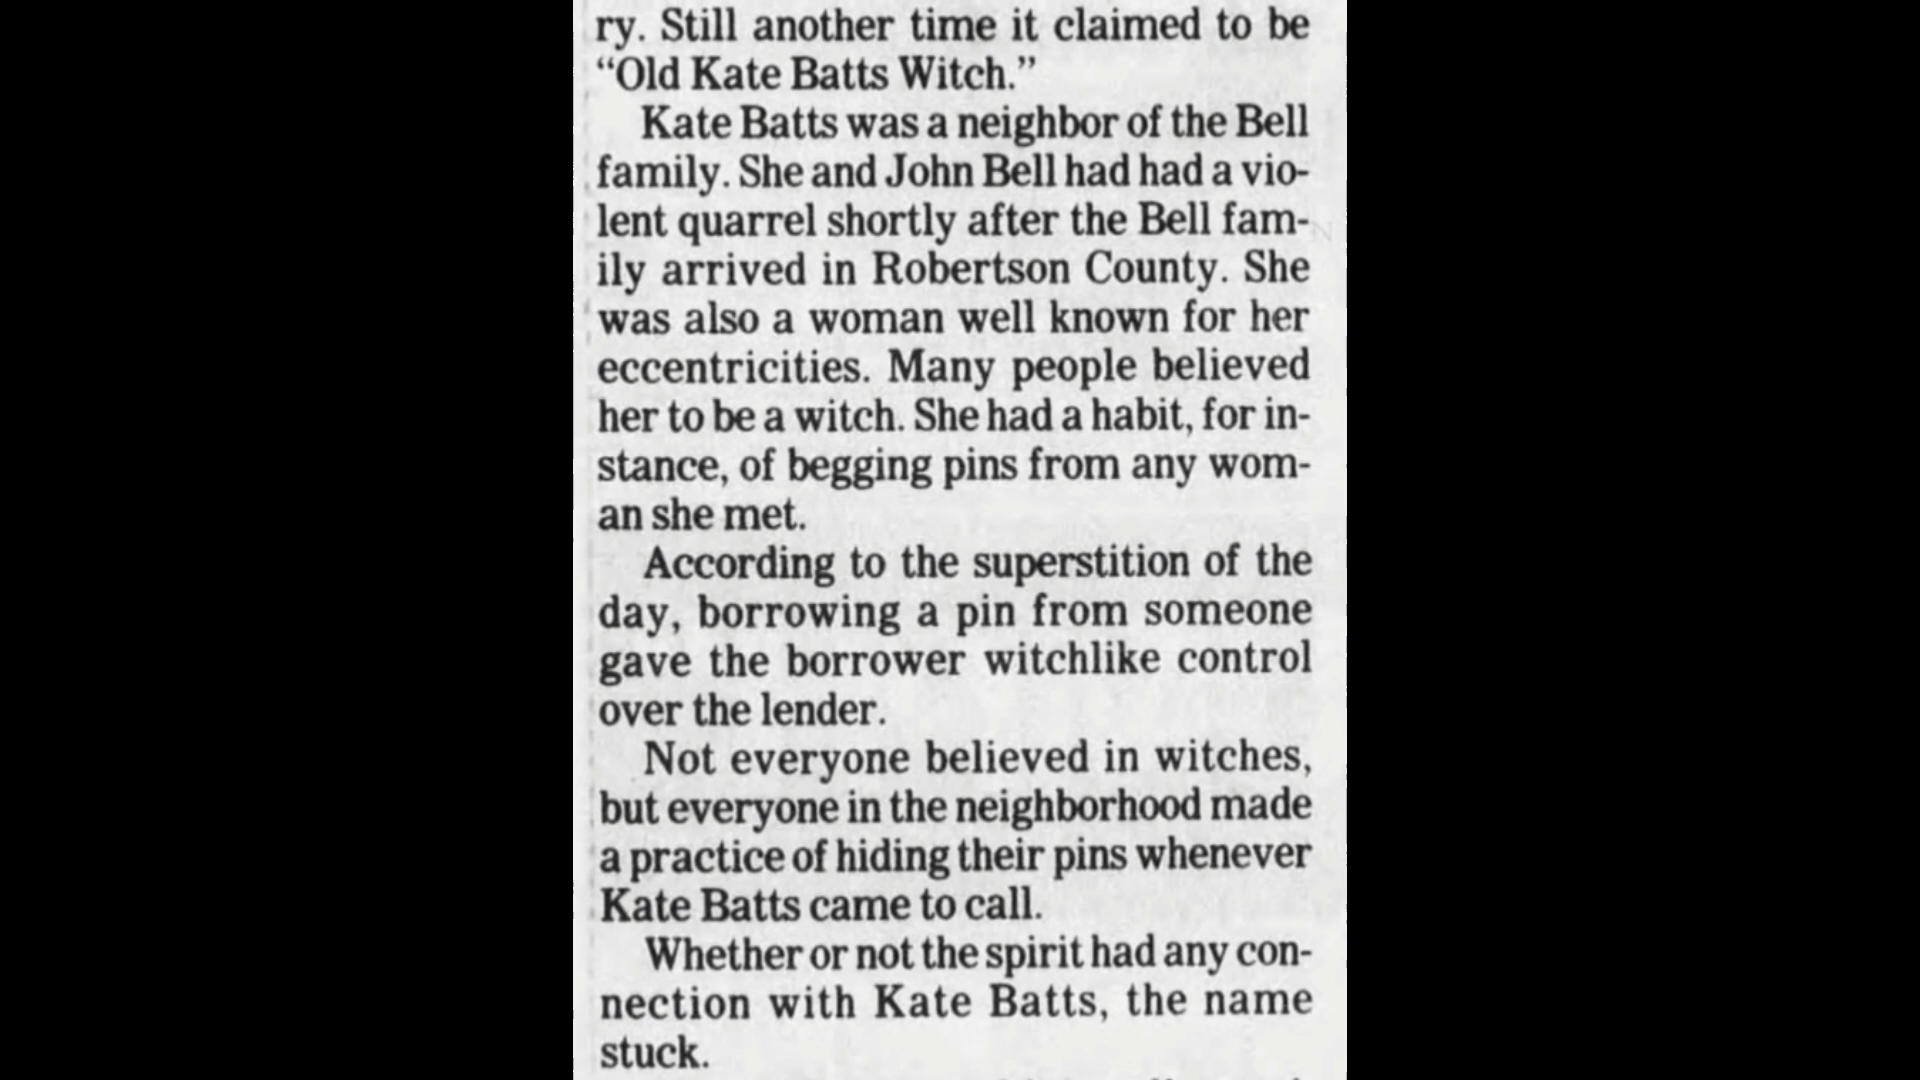 ry. Still another time it claimed to be
“Old Kate Batts Witch.”
Kate Batts was a neighbor of the Bell
family. She and John Bell had had a vio-
lent quarrel shortly after the Bell fam-
ily arrived in Robertson County. She
was also a woman well known for her
eccentricities. Many people believed
her to be a witch. She had a habit, for in-
stance, of begging pins from any wom-
an she met.
According to the superstition of the
day, borrowing a pin from someone
gave the borrower witchlike control
over the lender.
Not everyone believed in witches,
but everyone in the neighborhood made
a practice of hiding their pins whenever
Kate Batts came to call.
Whether or not the spirit had any con-
nection with Kate Batts, the name
stuck.